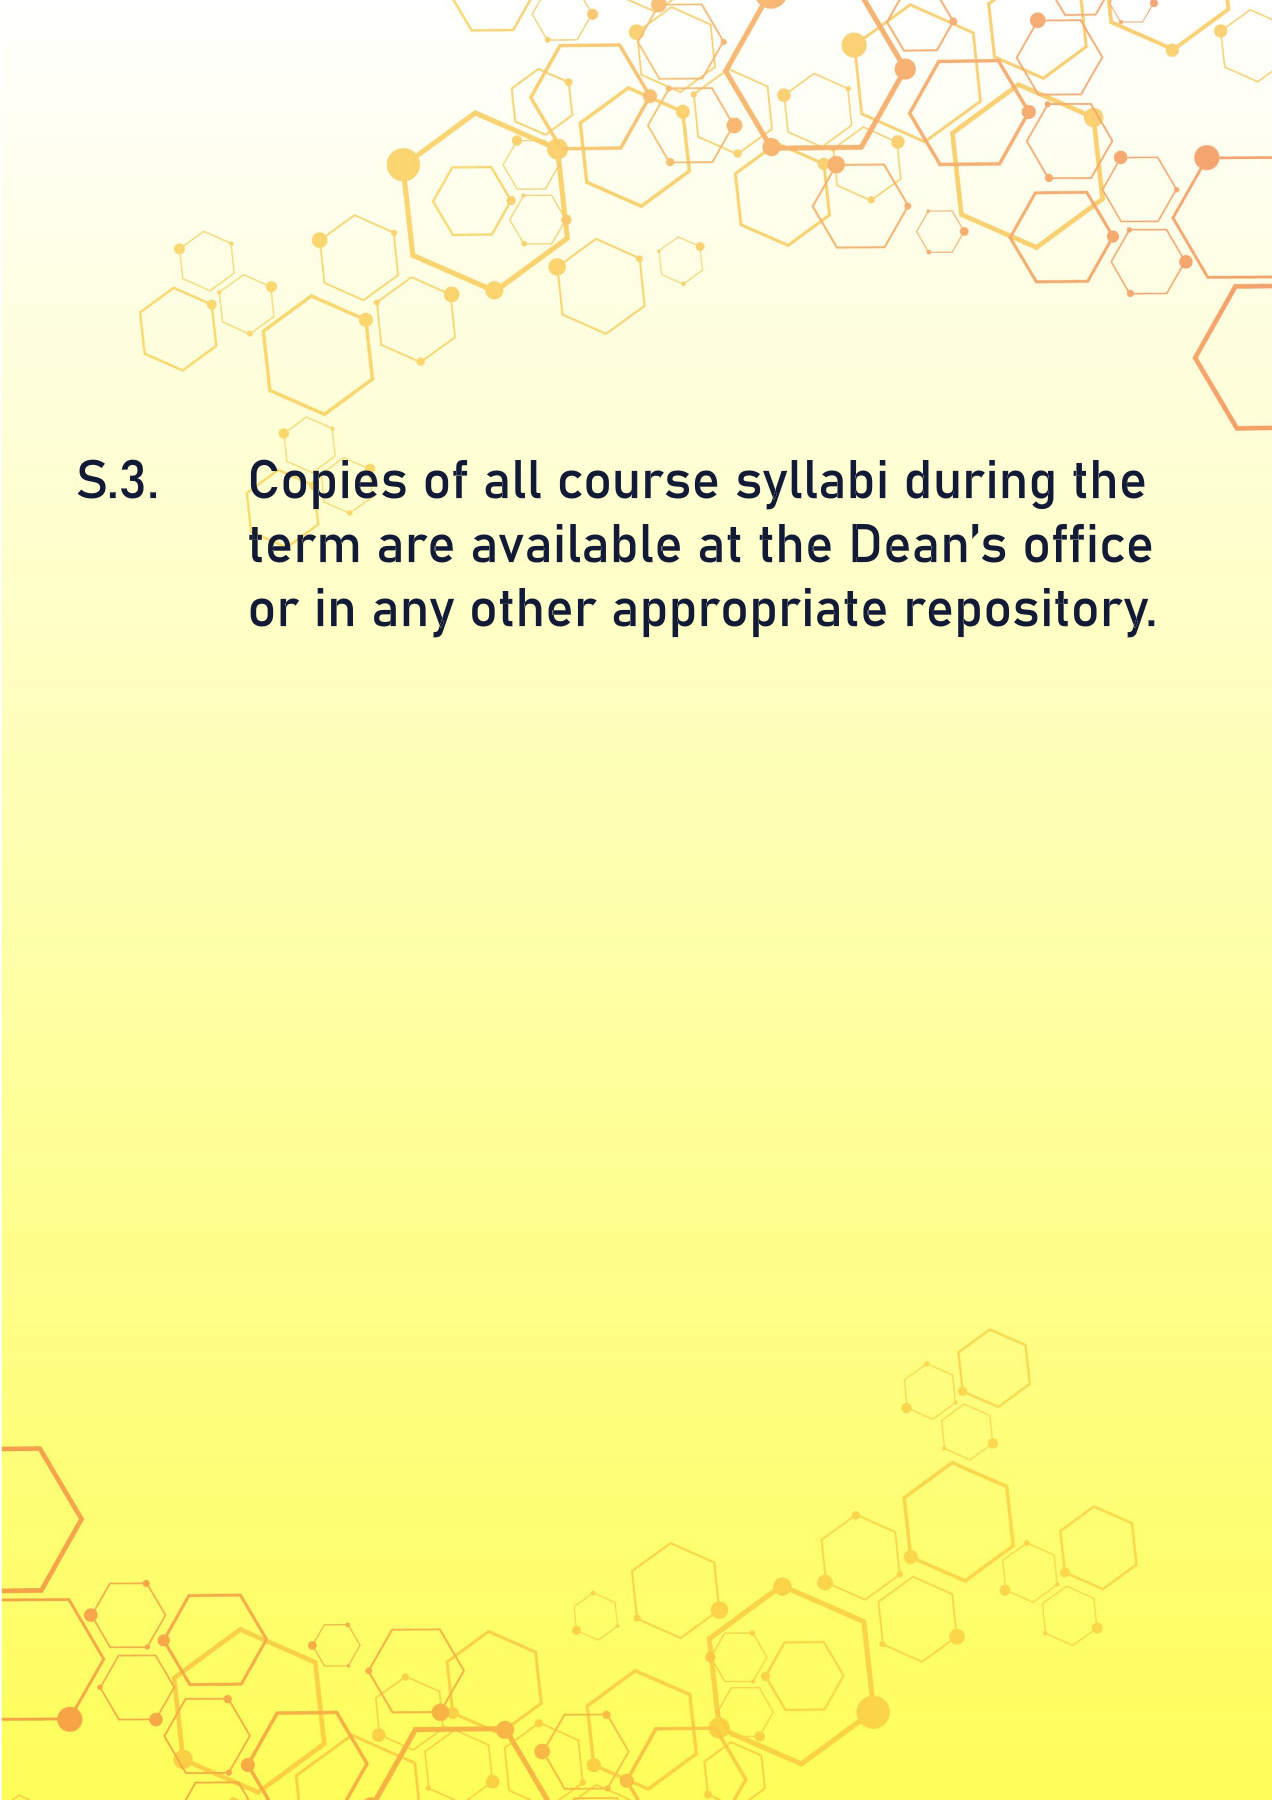 S.3. Copies of all course syllabi during the
term are available at the Dean’s office
or in any other appropriate repository.